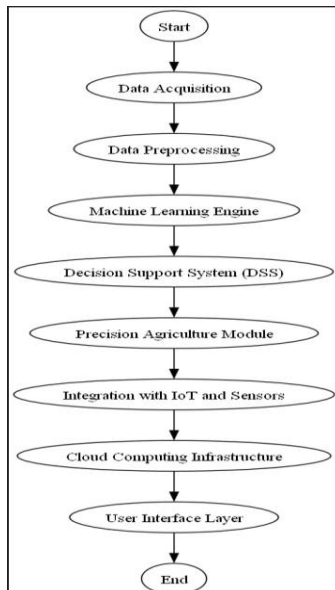 Start
Data Acquisition
Data Preprocessing
Machine Learning Engine
Decision Support System (DSS)
Precision Agriculture Module
Integration with IoT and Sensors
Cloud Computing Infrastructure
User Interface Layer
End